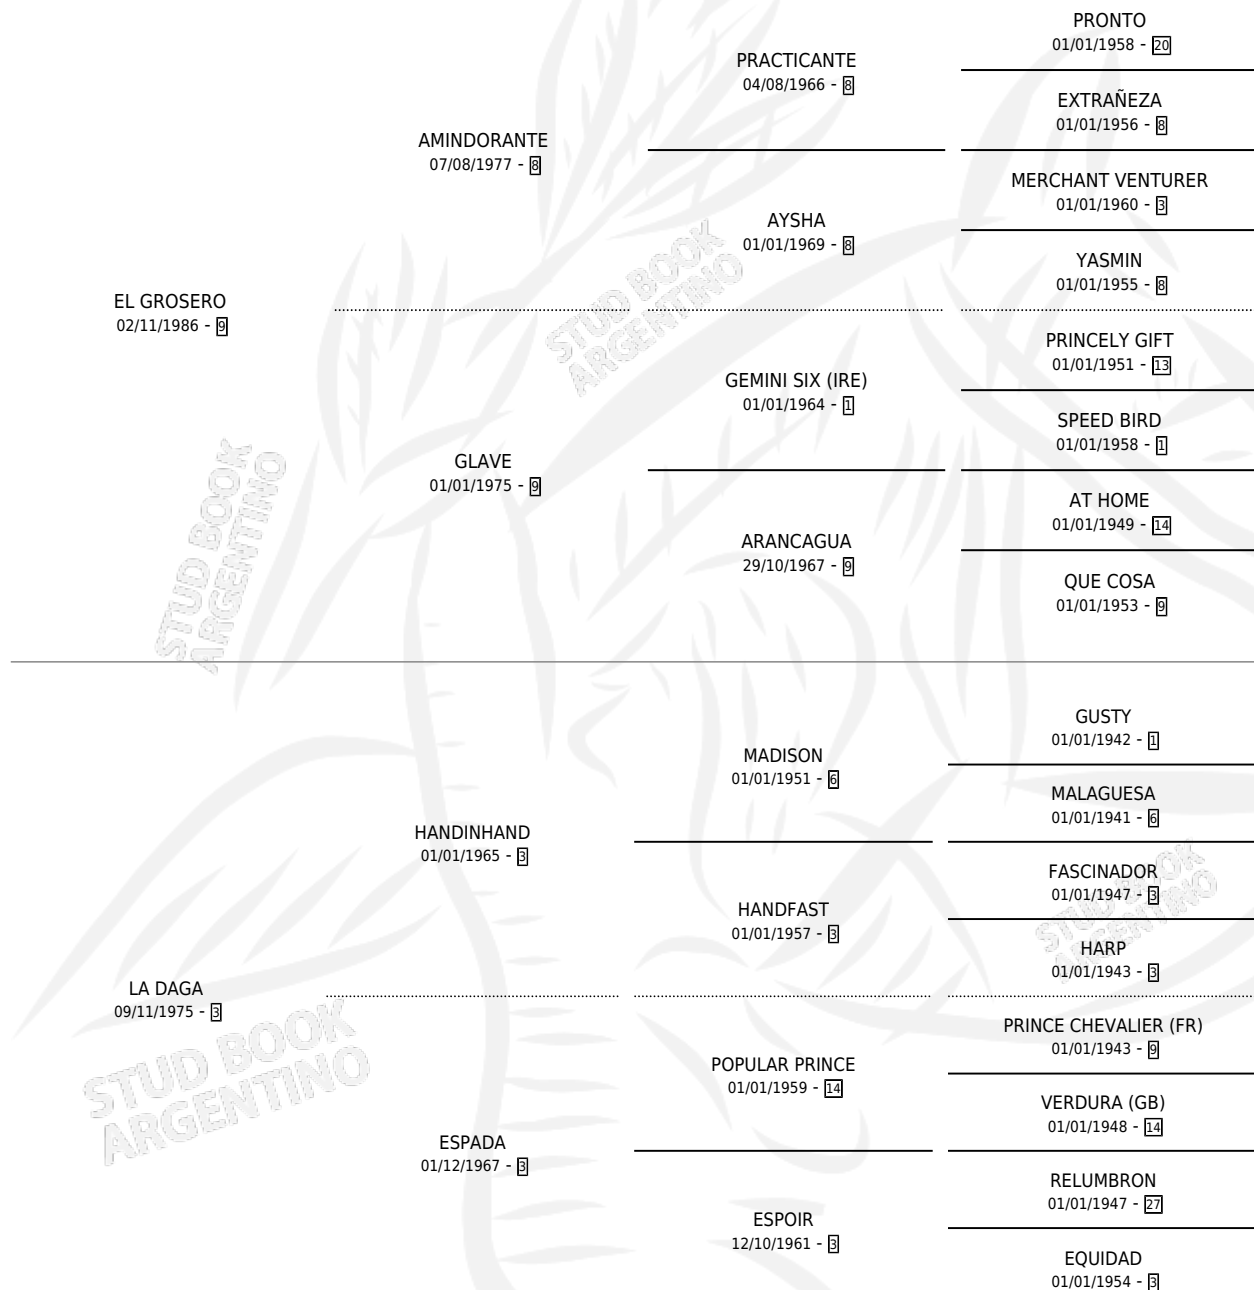 PRONTO
01/01/1958 - 20
PRACTICANTE
04/08/1966 - 8
EXTRAÑEZA
01/01/1956 - 8
AMINDORANTE
07/08/1977 - 8
MERCHANT VENTURER
01/01/1960 - 3
AYSHA
01/01/1969 - 8
YASMIN
01/01/1955 - 8
EL GROSERO
02/11/1986 - 9
PRINCELY GIFT
01/01/1951 - 13
GEMINI SIX (IRE)
01/01/1964 - 1
SPEED BIRD
01/01/1958 - 1
GLAVE
01/01/1975 - 9
AT HOME
01/01/1949 - 14
ARANCAGUA
29/10/1967 - 9
QUE COSA
01/01/1953 - 9
STUD BOOK
ARGENTINO
STUD BOOK
ARGENTINO
GUSTY
01/01/1942 - 1
MADISON
01/01/1951 - 6
MALAGUESA
01/01/1941 - 6
HANDINHAND
01/01/1965 - 3
FASCINADOR
01/01/1947 - 3
HANDFAST
01/01/1957 - 3
HARP
01/01/1943 - 3
STUD BOOK
ARGENTINO
LA DAGA
09/11/1975 - 3
PRINCE CHEVALIER (FR)
01/01/1943 - 9
POPULAR PRINCE
01/01/1959 - 14
VERDURA (GB)
01/01/1948 - 14
STUD BOOK
ARGENTINO
ESPADA
01/12/1967 - 3
RELUMBRON
01/01/1947 - 27
ESPOIR
12/10/1961 - 3
EQUIDAD
01/01/1954 - 3